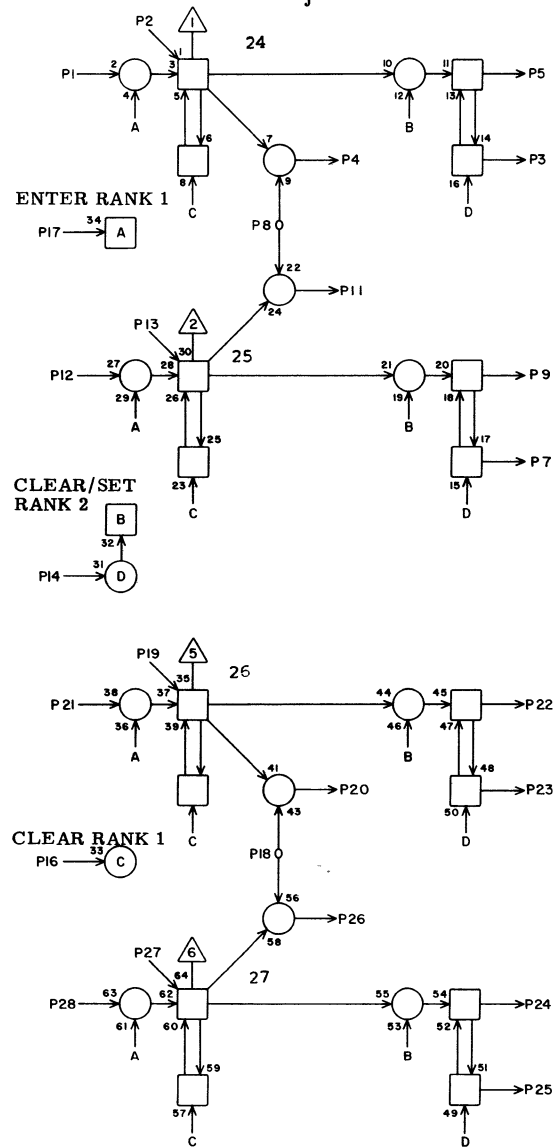 j
P2
1
24
P1
2
4
A
1
3
5
6
8
C
10
12
B
11
13
14
16
D
P5
P3
7
9
P4
ENTER RANK 1
P17
34
A
P8
22
24
P11
P13
2
30
25
P12
27
29
A
28
26
25
23
C
21
19
B
20
18
17
15
D
P9
P7
CLEAR/SET
RANK 2
B
32
P14
31
D
P19
5
35
26
P21
38
36
A
37
39
C
44
46
B
45
47
48
50
D
P22
P23
41
43
P20
CLEAR RANK 1
P16
33
C
P18
56
58
P26
P27
6
64
27
P28
63
61
A
62
60
59
57
C
55
53
B
54
52
51
49
D
P24
P25